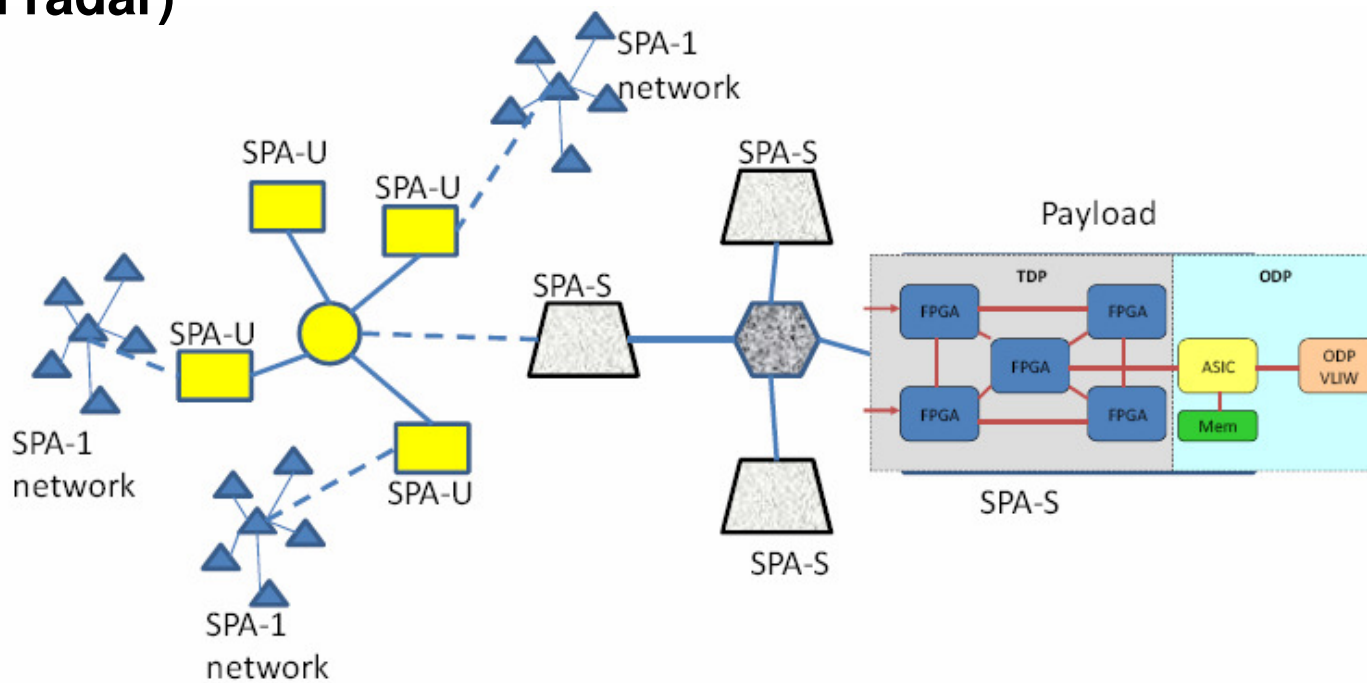 radar)
SPA-1
network
SPA-U
SPA-U
SPA-S
Payload
TDP
ODP
FPGA
FPGA
SPA-S
SPA-U
FPGA
ASIC
ODP
VLIW
FPGA
FPGA
Mem
SPA-1
network
SPA-U
SPA-S
SPA-S
SPA-1
network